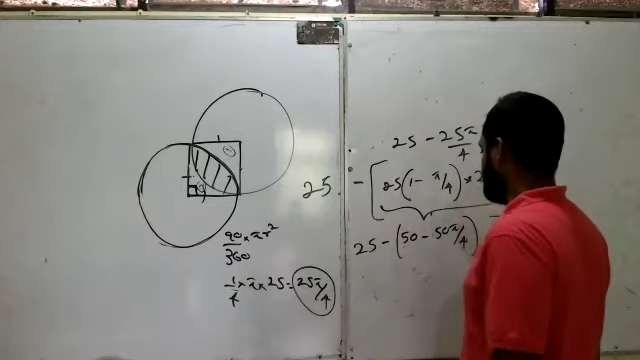 90/360 × πr²
1/4 × π × 25 = 25π/4
25 - 25π/4
25 - [25(1 - π/4) × 2
25 - (50 - 50π/4)